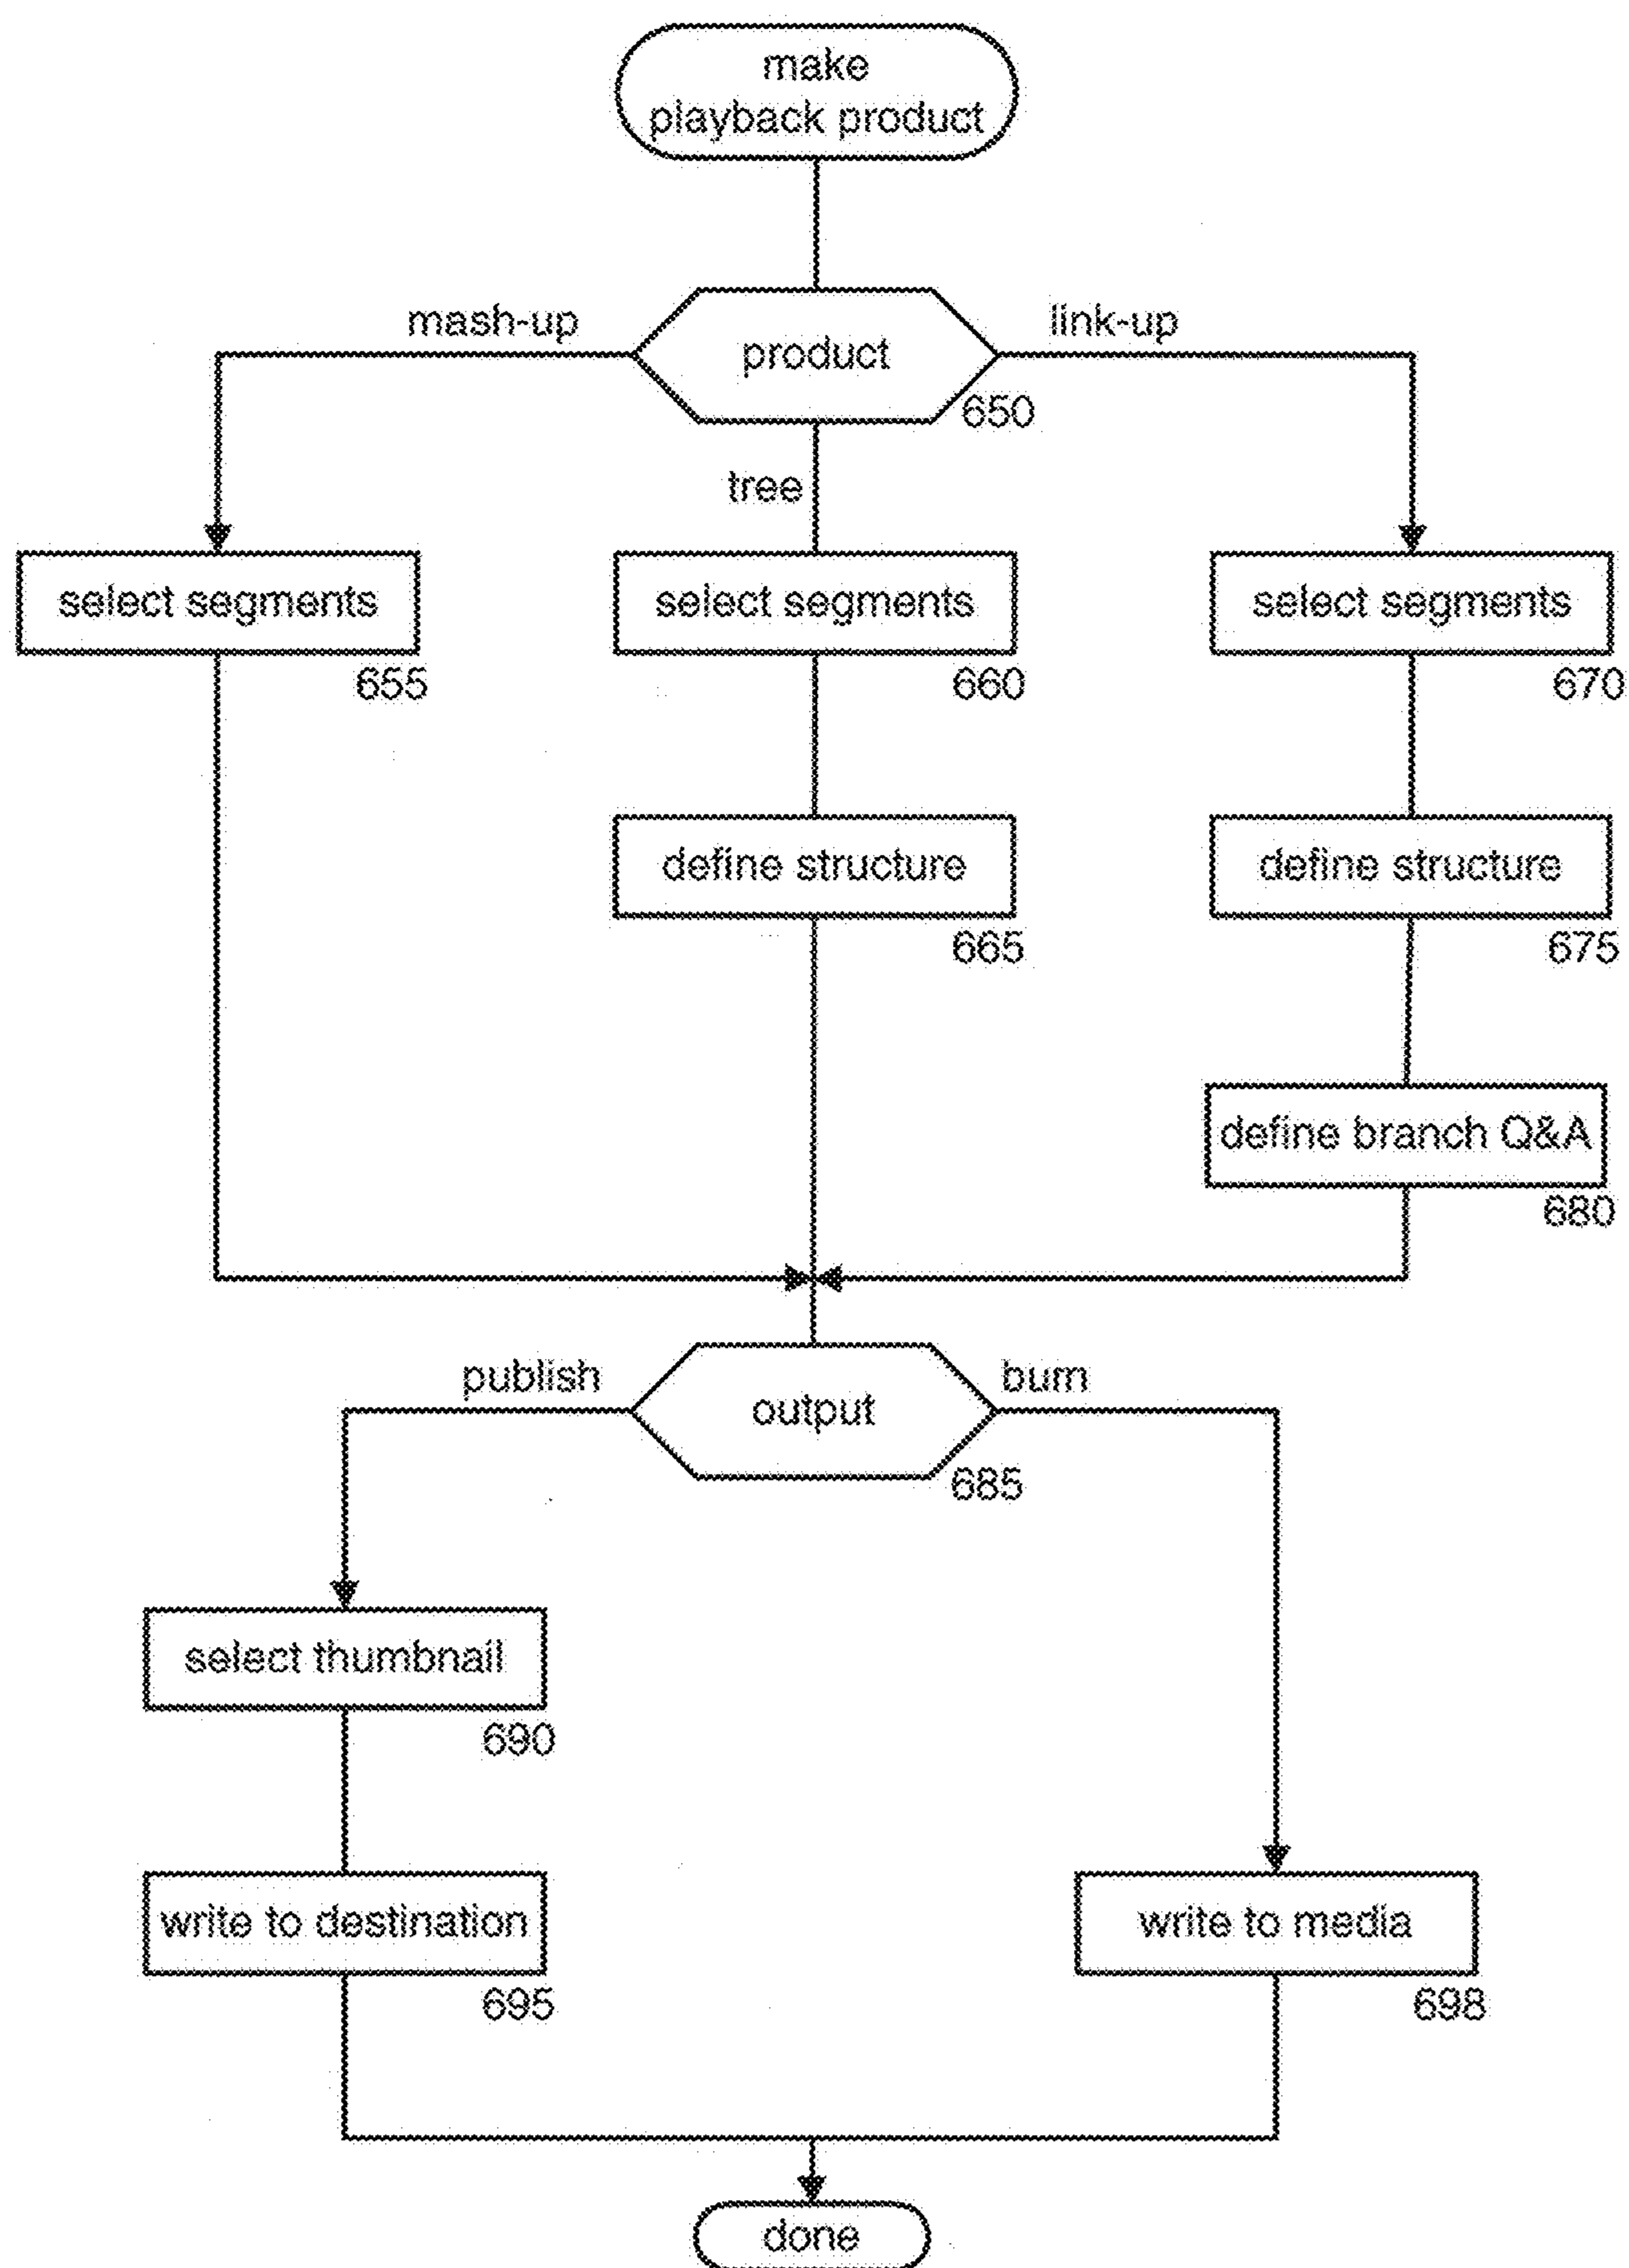 make
playback product
mash-up
link-up
product
650
tree
select segments
select segments
select segments
655
660
670
define structure
define structure
665
675
define branch Q&A
680
publish
burn
output
685
select thumbnail
690
write to destination
write to media
695
698
done